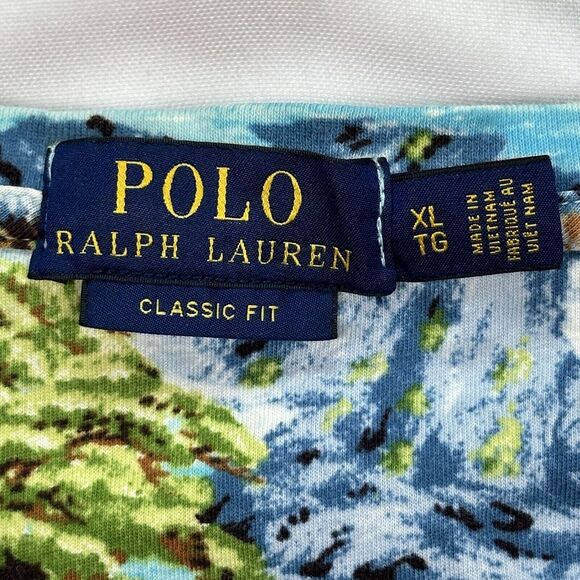 POLO
RALPH LAUREN
CLASSIC FIT
XL
TG
MADE IN
VIETNAM
FABRIQUÉ AU
VIÊT NAM